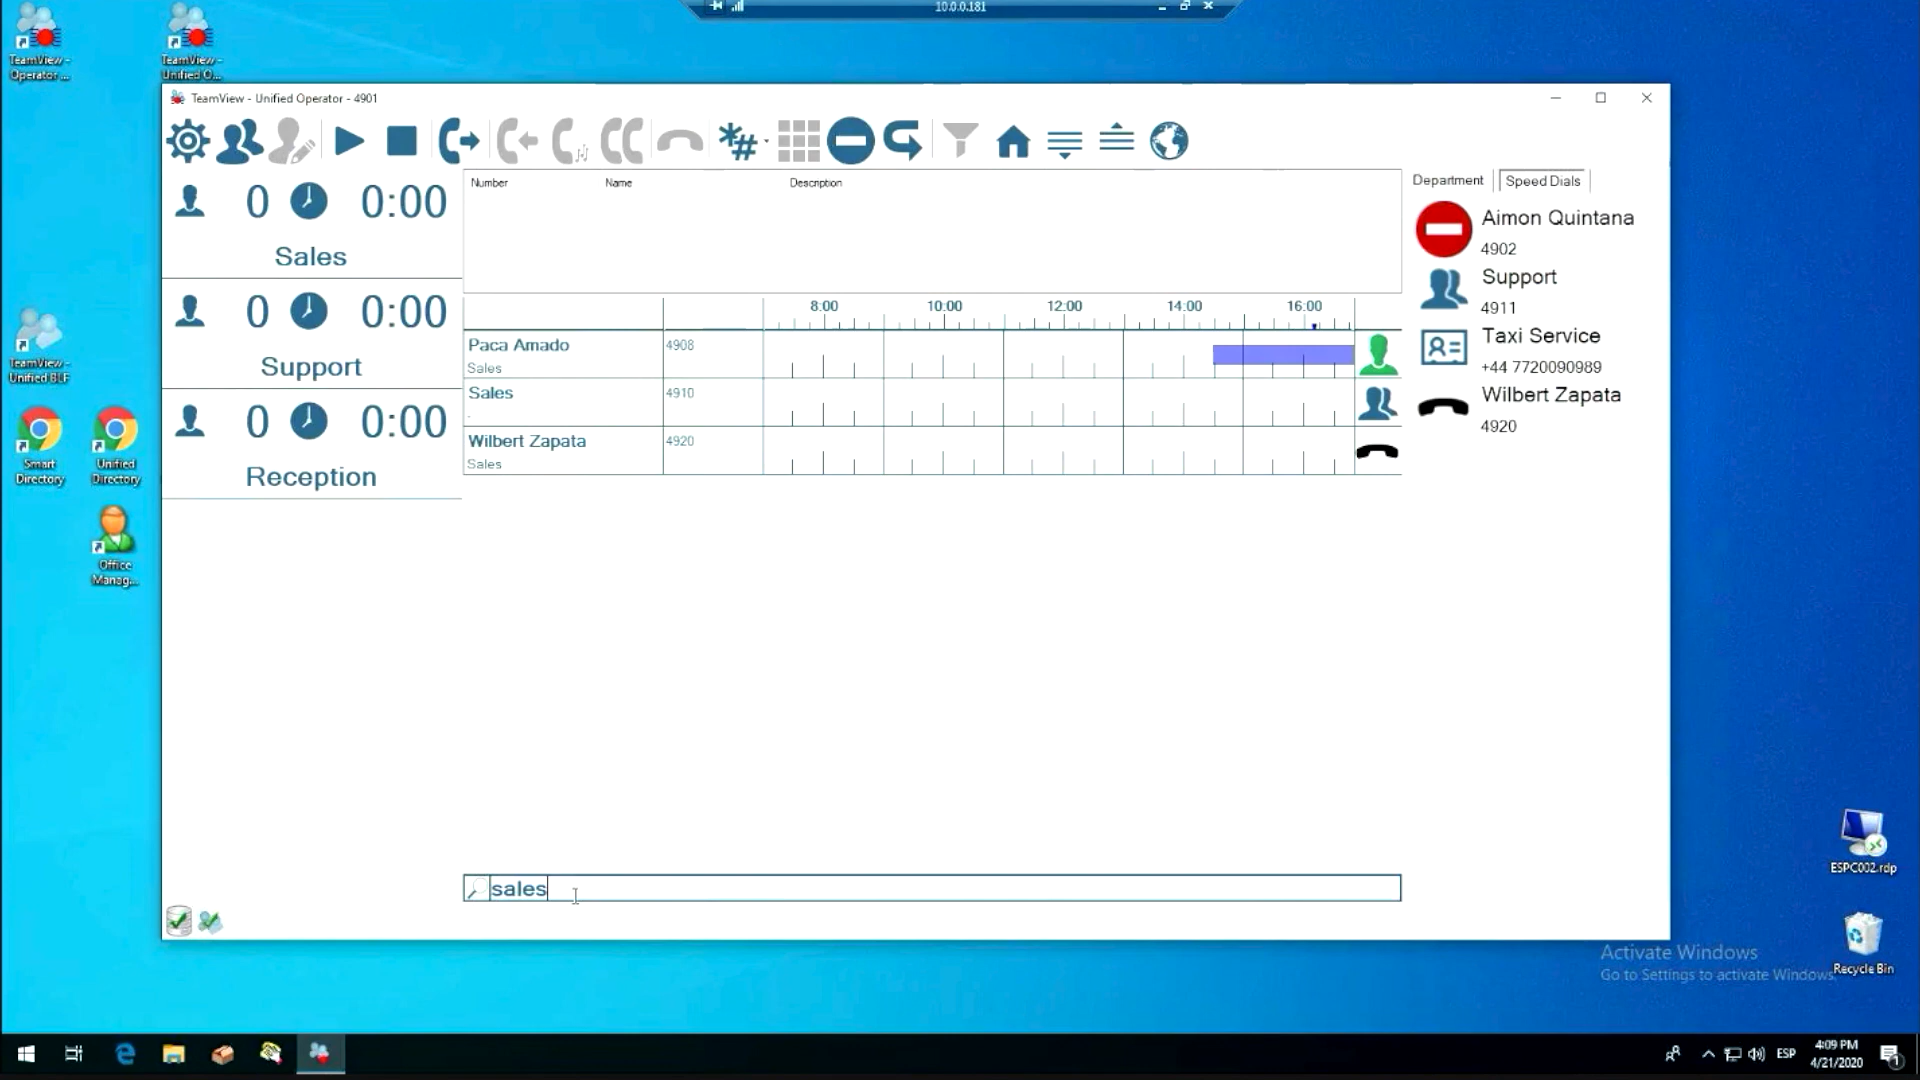 10.0.0.181
TeamView -
Operator ...
TeamView -
Unified O...
TeamView - Unified Operator - 4901
0 0:00
Sales
0 0:00
Support
0 0:00
Reception
Number Name Description
8:00 10:00 12:00 14:00 16:00
Paca Amado 4908
Sales
Sales 4910
.
Wilbert Zapata 4920
Sales
Department Speed Dials
Aimon Quintana
4902
Support
4911
Taxi Service
+44 7720090989
Wilbert Zapata
4920
sales
TeamView -
Unified BLF
Smart
Directory
Unified
Directory
Office
Manag...
ESPC002.rdp
Recycle Bin
Activate Windows
Go to Settings to activate Windows.
ESP
4:09 PM
4/21/2020
1